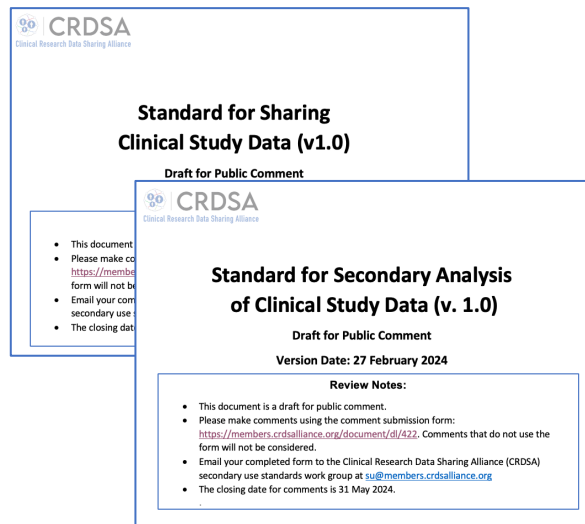 CRDSA
Clinical Research Data Sharing Alliance
Standard for Sharing
Clinical Study Data (v1.0)
Draft for Public Comment
• This document
• Please make co
https://membe
form will not be
• Email your com
secondary use s
• The closing dat
CRDSA
Clinical Research Data Sharing Alliance
Standard for Secondary Analysis
of Clinical Study Data (v. 1.0)
Draft for Public Comment
Version Date: 27 February 2024
Review Notes:
• This document is a draft for public comment.
• Please make comments using the comment submission form:
https://members.crdsalliance.org/document/dl/422. Comments that do not use the
form will not be considered.
• Email your completed form to the Clinical Research Data Sharing Alliance (CRDSA)
secondary use standards work group at su@members.crdsalliance.org
• The closing date for comments is 31 May 2024.
.